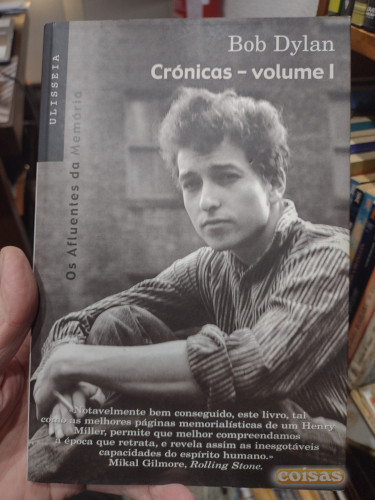 Bob Dylan
Crónicas – volume I
ULISSEIA
Os Afluentes da Memória
«Notavelmente bem conseguido, este livro, tal
como as melhores páginas memorialísticas de um Henry
Miller, permite que melhor compreendamos
a época que retrata, e revela assim as inesgotáveis
capacidades do espírito humano.»
Mikal Gilmore, Rolling Stone.
coisas